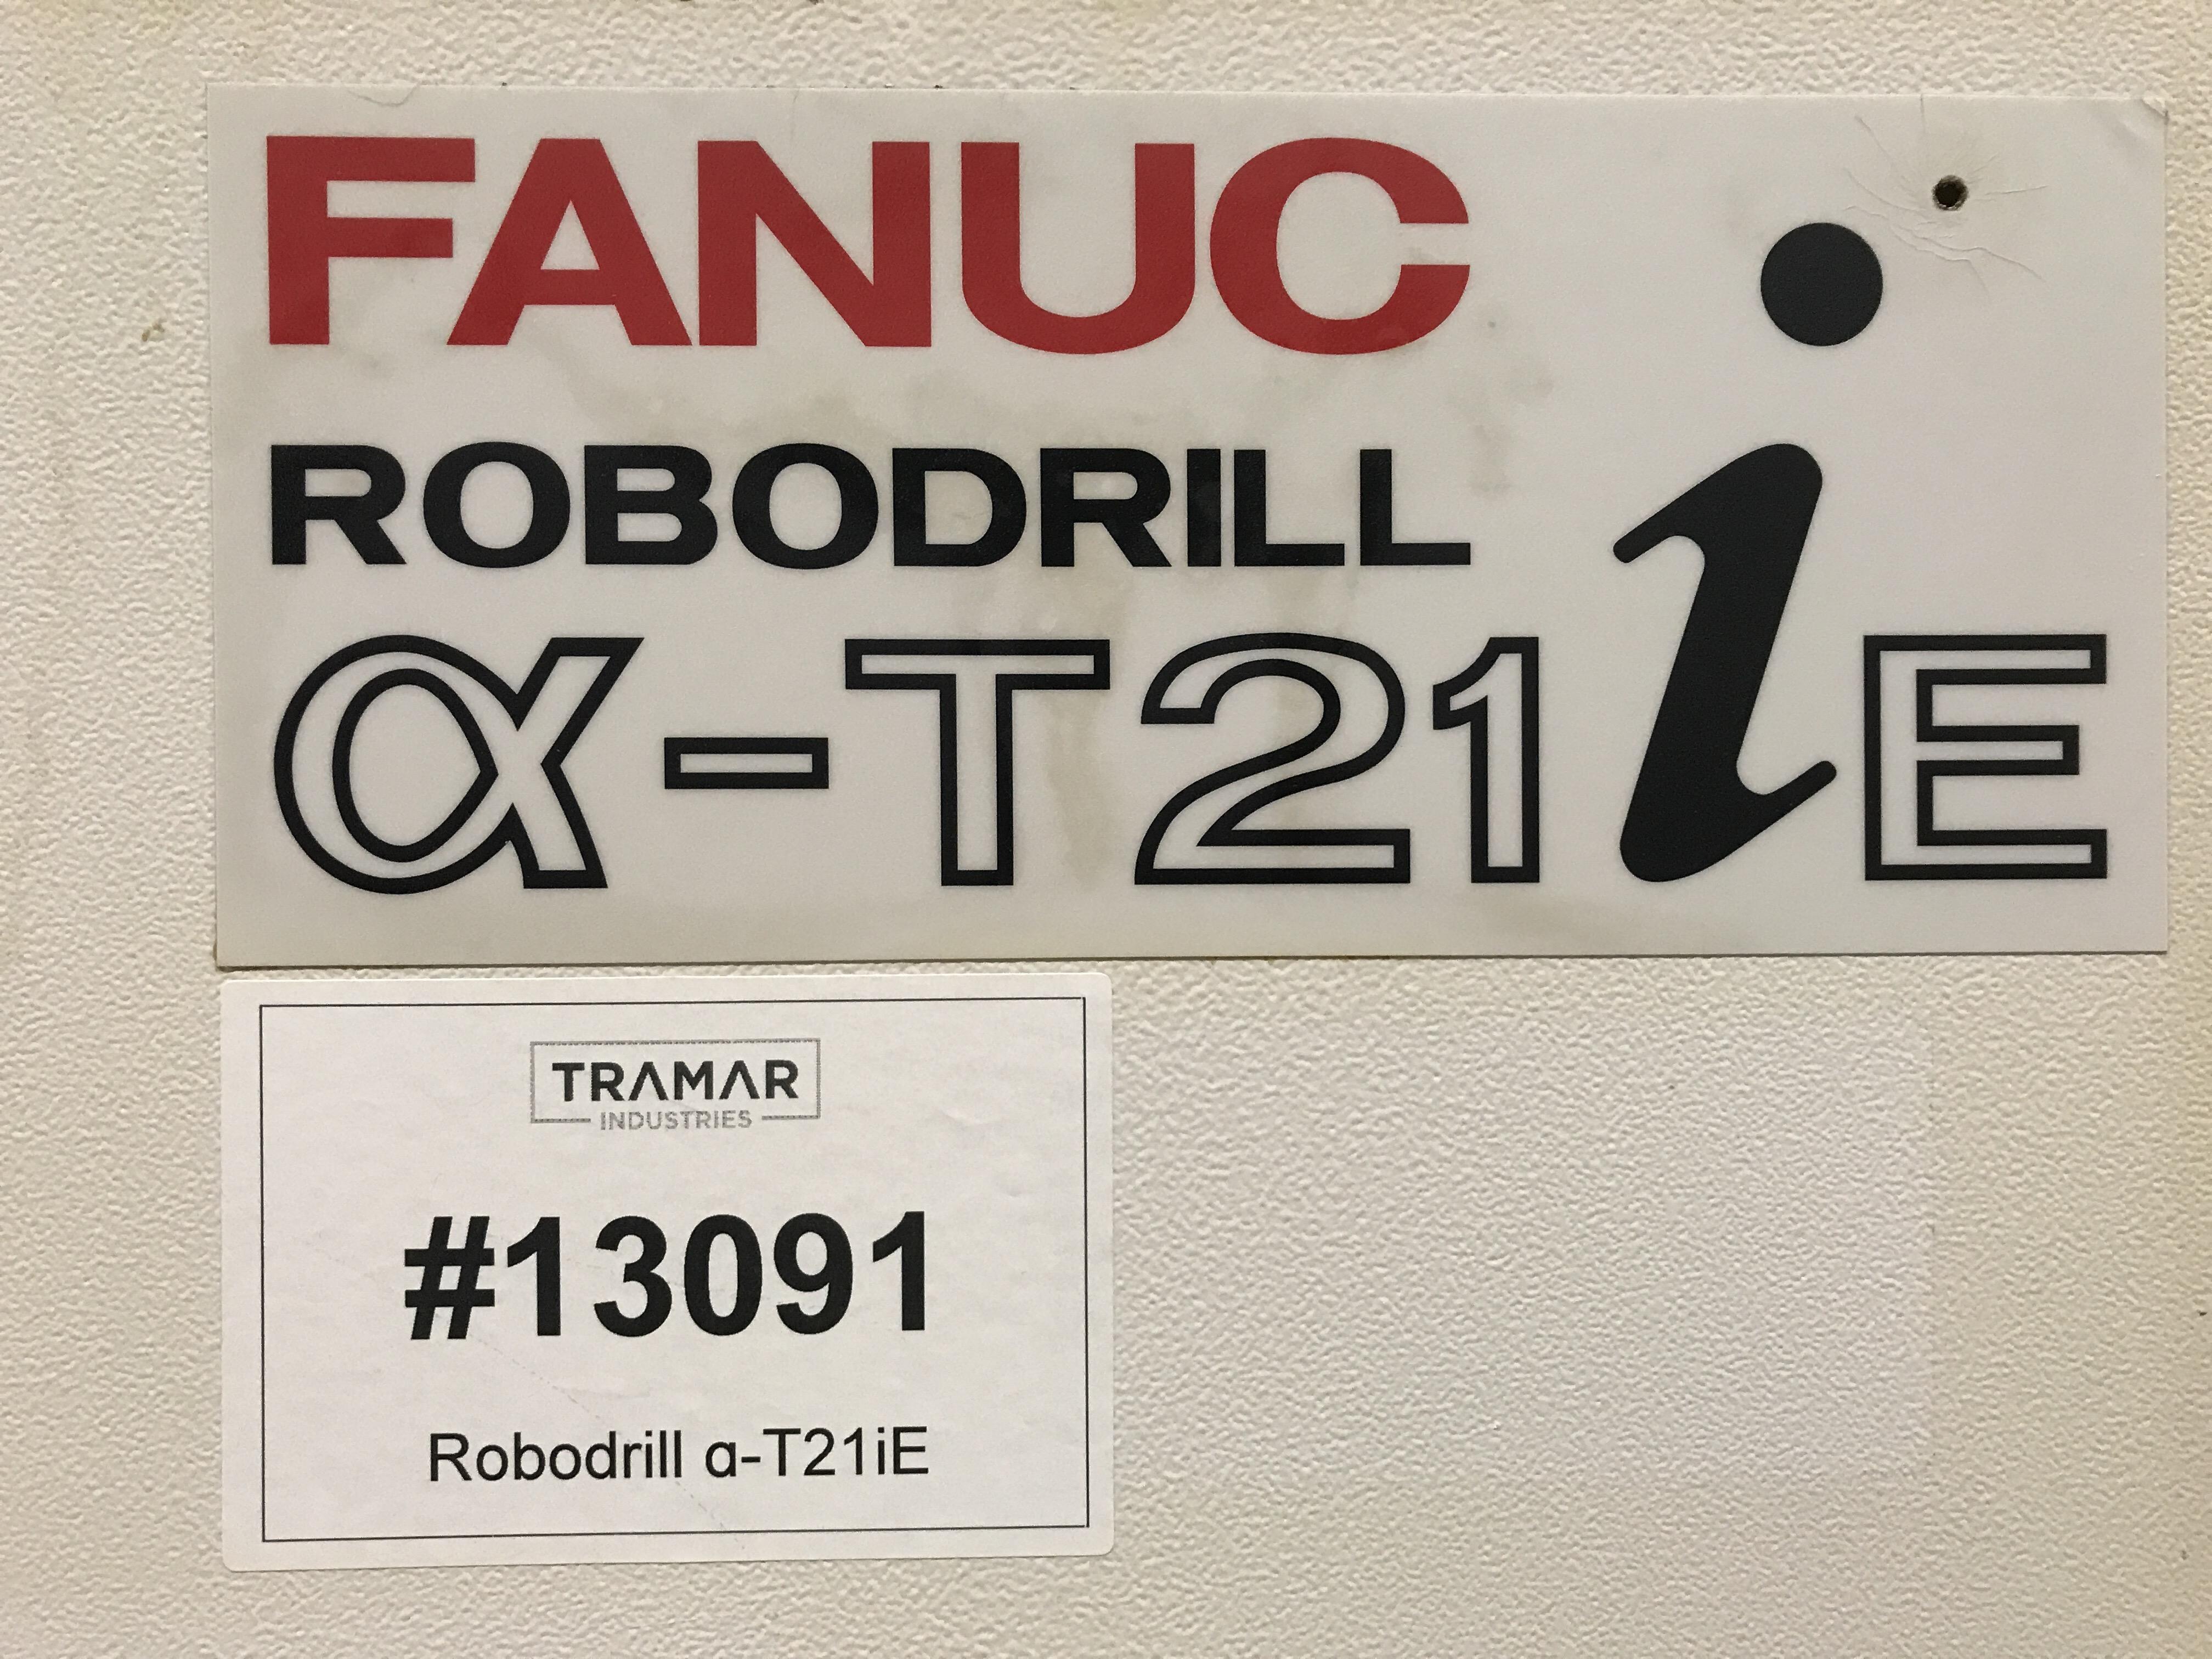 FANUC
ROBODRILL
α-T21iE
TRAMAR
INDUSTRIES
#13091
Robodrill α-T21iE